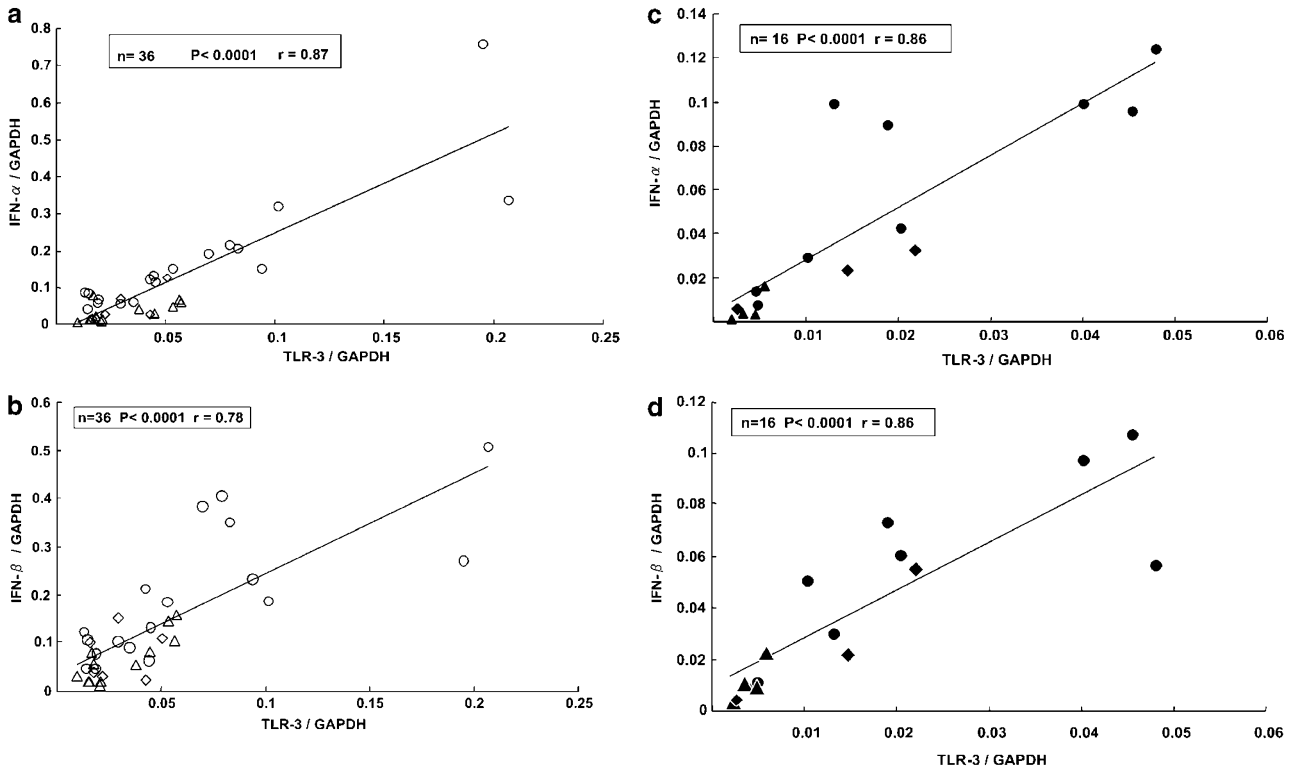 a
0.8
0.7
0.6
0.5
0.4
0.3
0.2
0.1
0
IFN-α / GAPDH
n= 36 P< 0.0001 r = 0.87
0.05 0.1 0.15 0.2 0.25
TLR-3 / GAPDH
c
0.14
0.12
0.1
0.08
0.06
0.04
0.02
IFN-α / GAPDH
n= 16 P< 0.0001 r = 0.86
0.01 0.02 0.03 0.04 0.05 0.06
TLR-3 / GAPDH
b
0.6
0.5
0.4
0.3
0.2
0.1
0
IFN-β / GAPDH
n=36 P< 0.0001 r = 0.78
0.05 0.1 0.15 0.2 0.25
TLR-3 / GAPDH
d
0.12
0.1
0.08
0.06
0.04
0.02
0
IFN-β / GAPDH
n=16 P< 0.0001 r = 0.86
0.01 0.02 0.03 0.04 0.05 0.06
TLR-3 / GAPDH